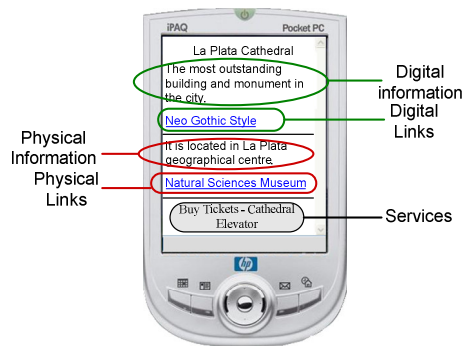 iPAQ Pocket PC
La Plata Cathedral
The most outstanding
building and monument in
the city.
Neo Gothic Style
It is located in La Plata
geographical centre.
Natural Sciences Museum
Buy Tickets - Cathedral
Elevator
hp
Digital
information
Digital
Links
Physical
Information
Physical
Links
Services